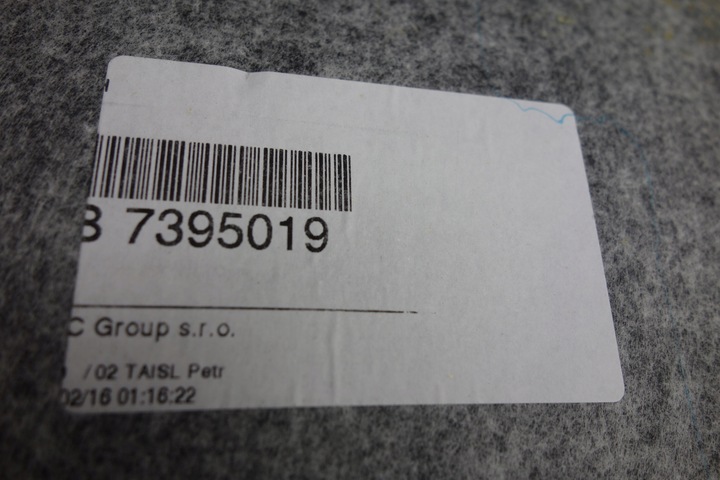 B 7395019
C Group s.r.o.
/ 02 TAISL Petr
02/16 01:16:22